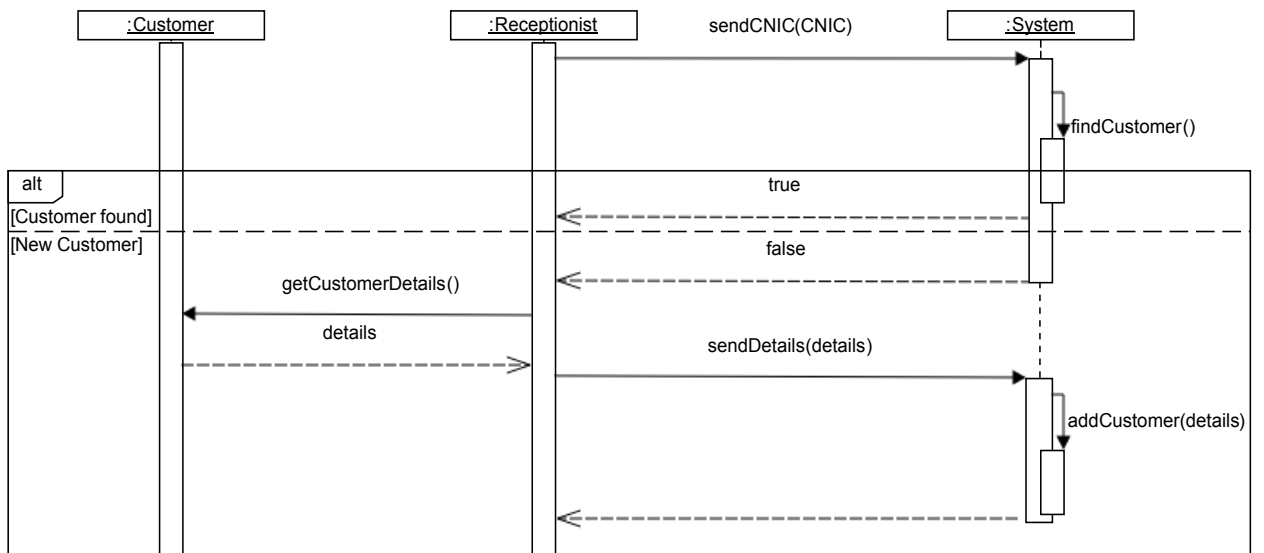 :Customer
:Receptionist
sendCNIC(CNIC)
:System
findCustomer()
alt
true
[Customer found]
[New Customer]
false
getCustomerDetails()
details
sendDetails(details)
addCustomer(details)